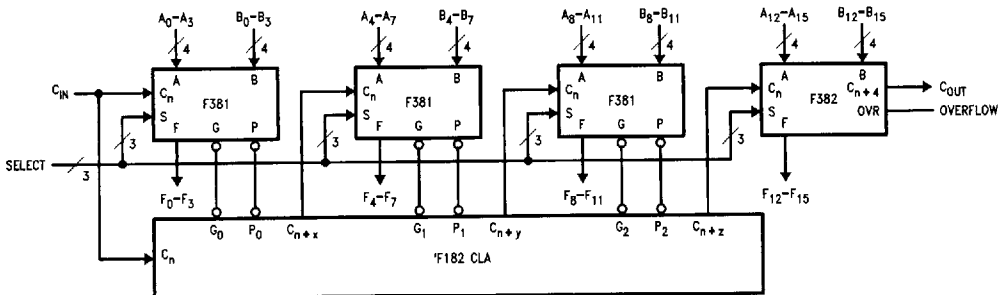 A₀–A₃ B₀–B₃ A₄–A₇ B₄–B₇ A₈–A₁₁ B₈–B₁₁ A₁₂–A₁₅ B₁₂–B₁₅
4 4 4 4 4 4 4 4
A B A B A B A B
C_IN Cₙ F381 Cₙ F381 Cₙ F381 Cₙ F382 Cₙ₊₄ C_OUT
S F G P S F G P S F G P S F OVR OVERFLOW
3 3 3 3
SELECT 3
F₀–F₃ F₄–F₇ F₈–F₁₁ F₁₂–F₁₅
G₀ P₀ Cₙ₊ₓ G₁ P₁ Cₙ₊y G₂ P₂ Cₙ₊z
Cₙ 'F182 CLA